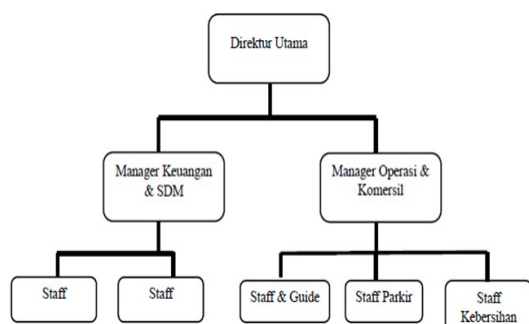 Direktur Utama
Manager Keuangan
& SDM
Manager Operasi &
Komersil
Staff
Staff
Staff & Guide
Staff Parkir
Staff
Kebersihan